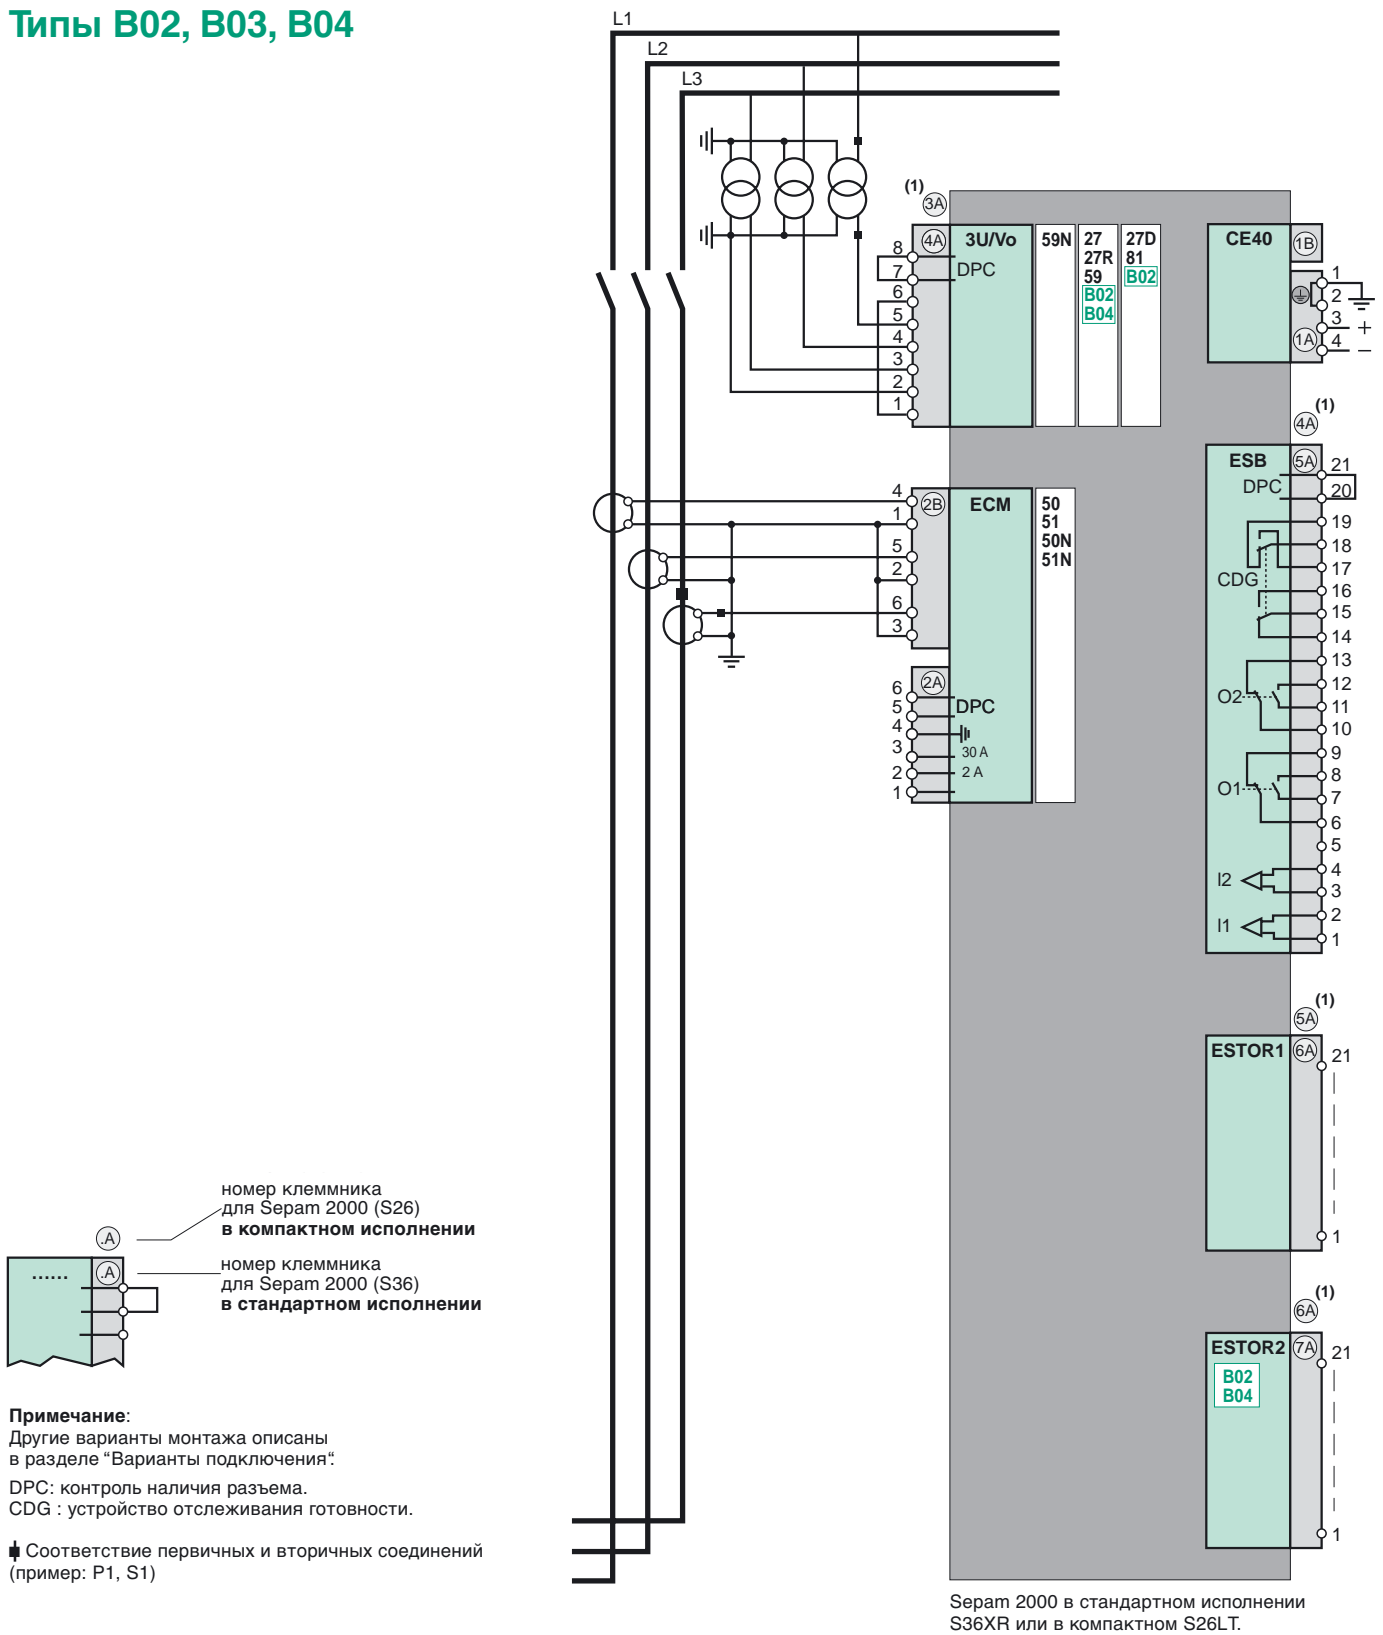 Типы B02, B03, B04
L1
L2
L3
(1)
3A
4A
3U/Vo
DPC
8
7
6
5
4
3
2
1
59N
27
27R
59
B02
B04
27D
81
B02
CE40
1B
1A
1
2
3
4
+
–
(1)
4A
ESB
5A
DPC
CDG
O2
O1
I2
I1
21
20
19
18
17
16
15
14
13
12
11
10
9
8
7
6
5
4
3
2
1
4
1
5
2
6
3
2B
ECM
50
51
50N
51N
2A
6
5
4
3
2
1
DPC
30 A
2 A
(1)
5A
ESTOR1
6A
21
1
(1)
6A
ESTOR2
7A
B02
B04
21
1
номер клеммника
для Sepam 2000 (S26)
в компактном исполнении
.A
......
.A
номер клеммника
для Sepam 2000 (S36)
в стандартном исполнении
Примечание:
Другие варианты монтажа описаны
в разделе “Варианты подключения“.
DPC: контроль наличия разъема.
CDG : устройство отслеживания готовности.
Соответствие первичных и вторичных соединений
(пример: P1, S1)
Sepam 2000 в стандартном исполнении
S36XR или в компактном S26LT.